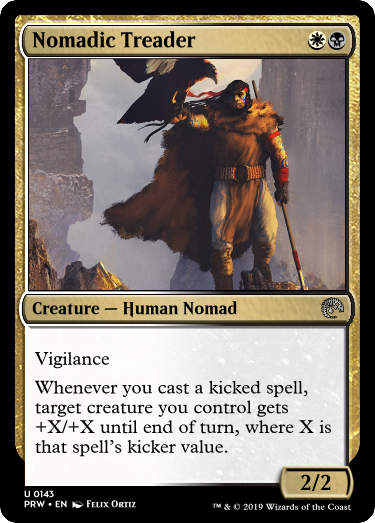 Nomadic Treader
Creature — Human Nomad
Vigilance
Whenever you cast a kicked spell,
target creature you control gets
+X/+X until end of turn, where X is
that spell's kicker value.
2/2
U 0143
PRW • EN Felix Ortiz
™ & © 2019 Wizards of the Coast